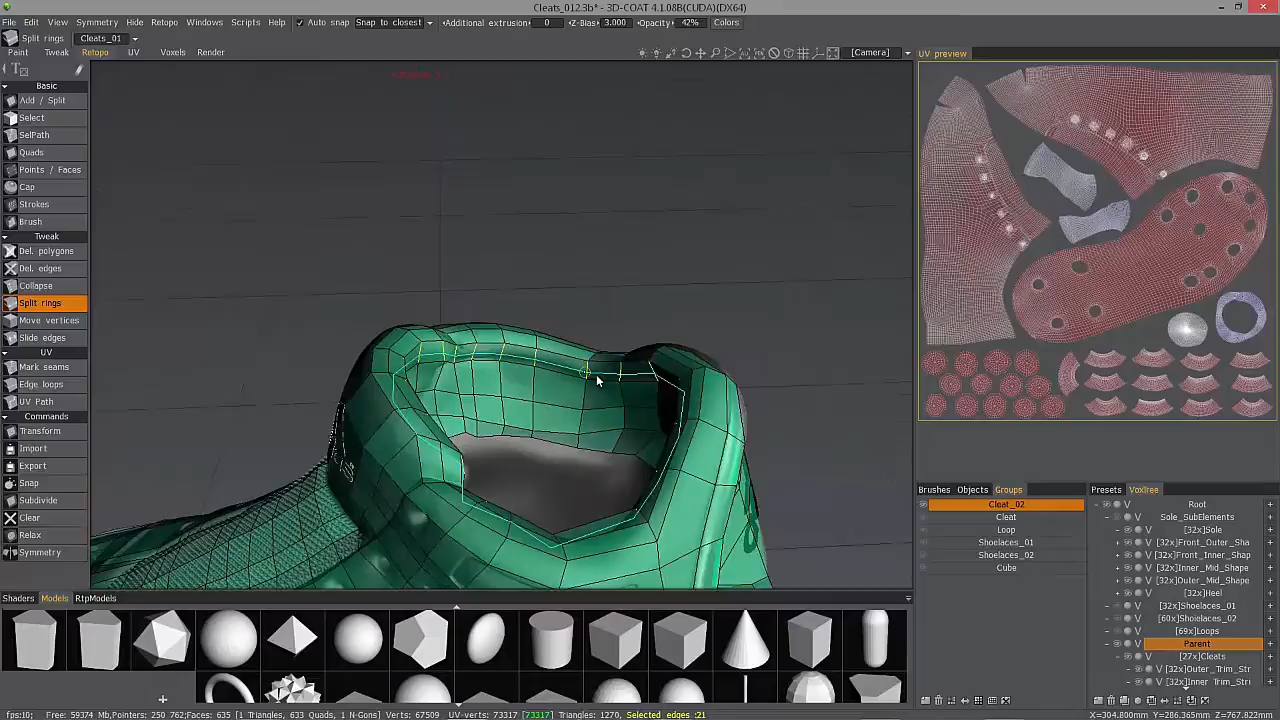 Cleats_012.3b* - 3D-COAT 4.1.08B(CUDA)(DX64)
File Edit View Symmetry Hide 3D-Paint Retopo Windows Scripts Help Auto snap Snap to closest Additional extrusion 0 Z-Bias 3.000 Opacity 42% Colors
Split rings Cleats_01
Paint Tweak Retopo UV Voxels Render [Camera] UV preview
Basic
Add / Split
Select
SelPath
Quads
Points / Faces
Cap
Strokes
Brush
Tweak
Del. polygons
Del. edges
Collapse
Split rings
Move vertices
Slide edges
UV
Mark seams
Edge loops
UV Path
Commands
Transform
Import
Export
Snap
Subdivide
Clear
Relax
Symmetry
Brushes Objects Groups
Cleat_02
Cleat
Loop
Shoelaces_01
Shoelaces_02
Cube
Presets VoxTree
Root
Sole_SubElements
[32x]Sole
[32x]Front_Outer_Sha
[32x]Front_Inner_Shap
[32x]Inner_Mid_Shape
[32x]Outer_Mid_Shape
[32x]Heel
[32x]Shoelaces_01
[60x]Shoelaces_02
[69x]Loops
Parent
[27x]Cleats
[32x]Outer_Trim_Str
[32x]Inner_Trim_Stri
Shaders Models RtpModels
fps:10; Free: 59374 Mb,Pointers: 250 762;Faces: 635 [1 Triangles, 633 Quads, 1 N-Gons] Verts: 67509 UV-verts: 73317 [73317] Triangles: 1270, Selected edges :21 X=304.800mm Y=286.385mm Z=767.822mm